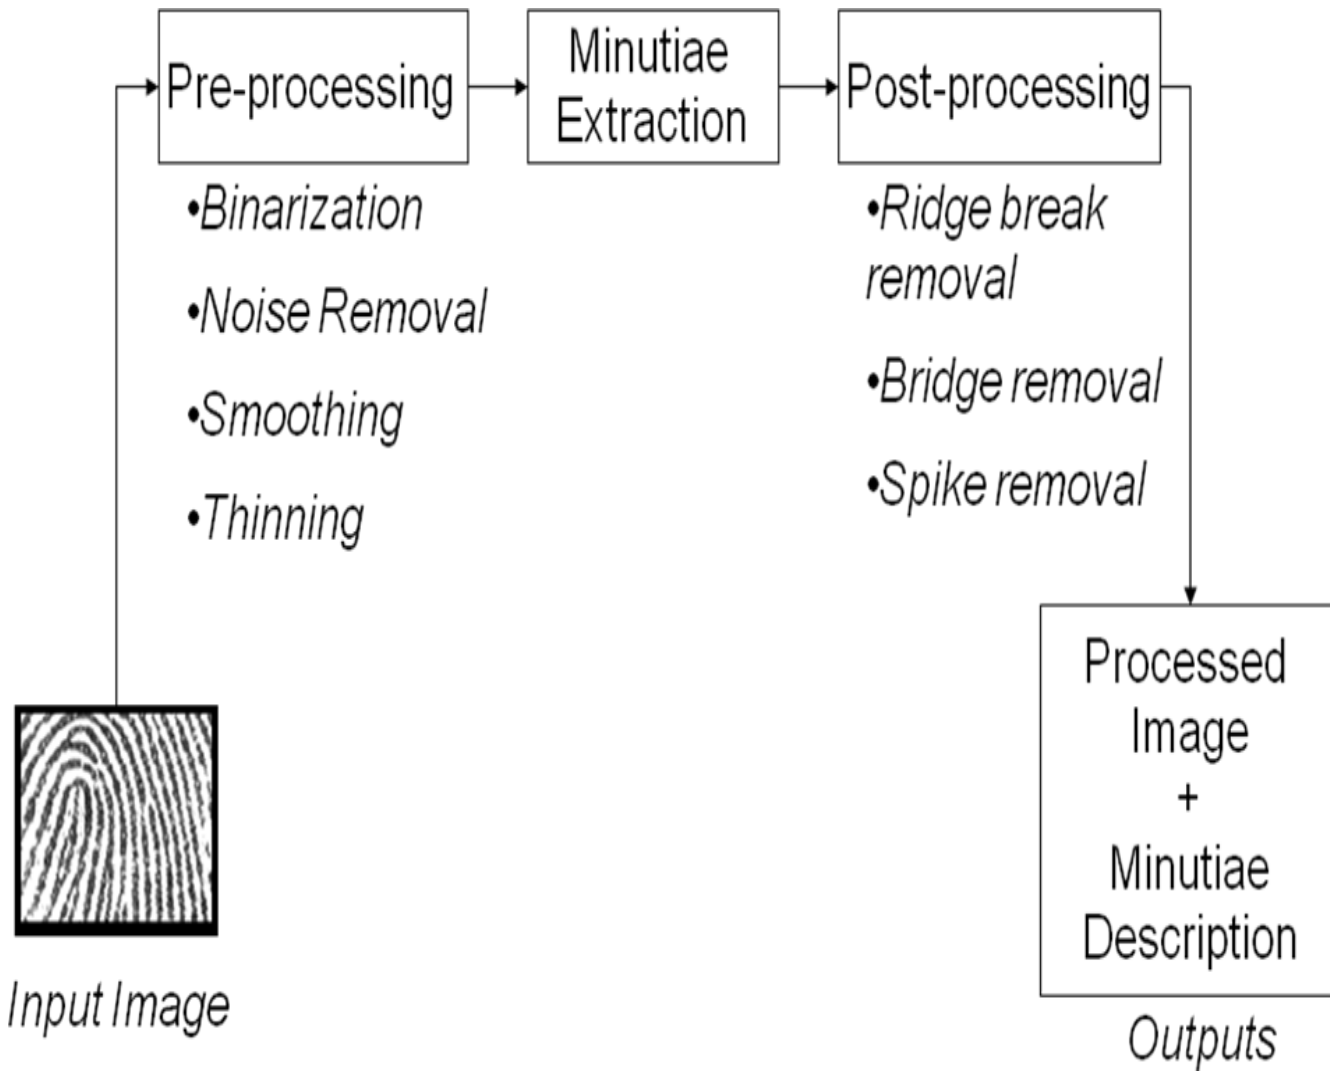 Pre-processing
•Binarization
•Noise Removal
•Smoothing
•Thinning
Minutiae
Extraction
Post-processing
•Ridge break
removal
•Bridge removal
•Spike removal
Input Image
Processed
Image
+
Minutiae
Description
Outputs